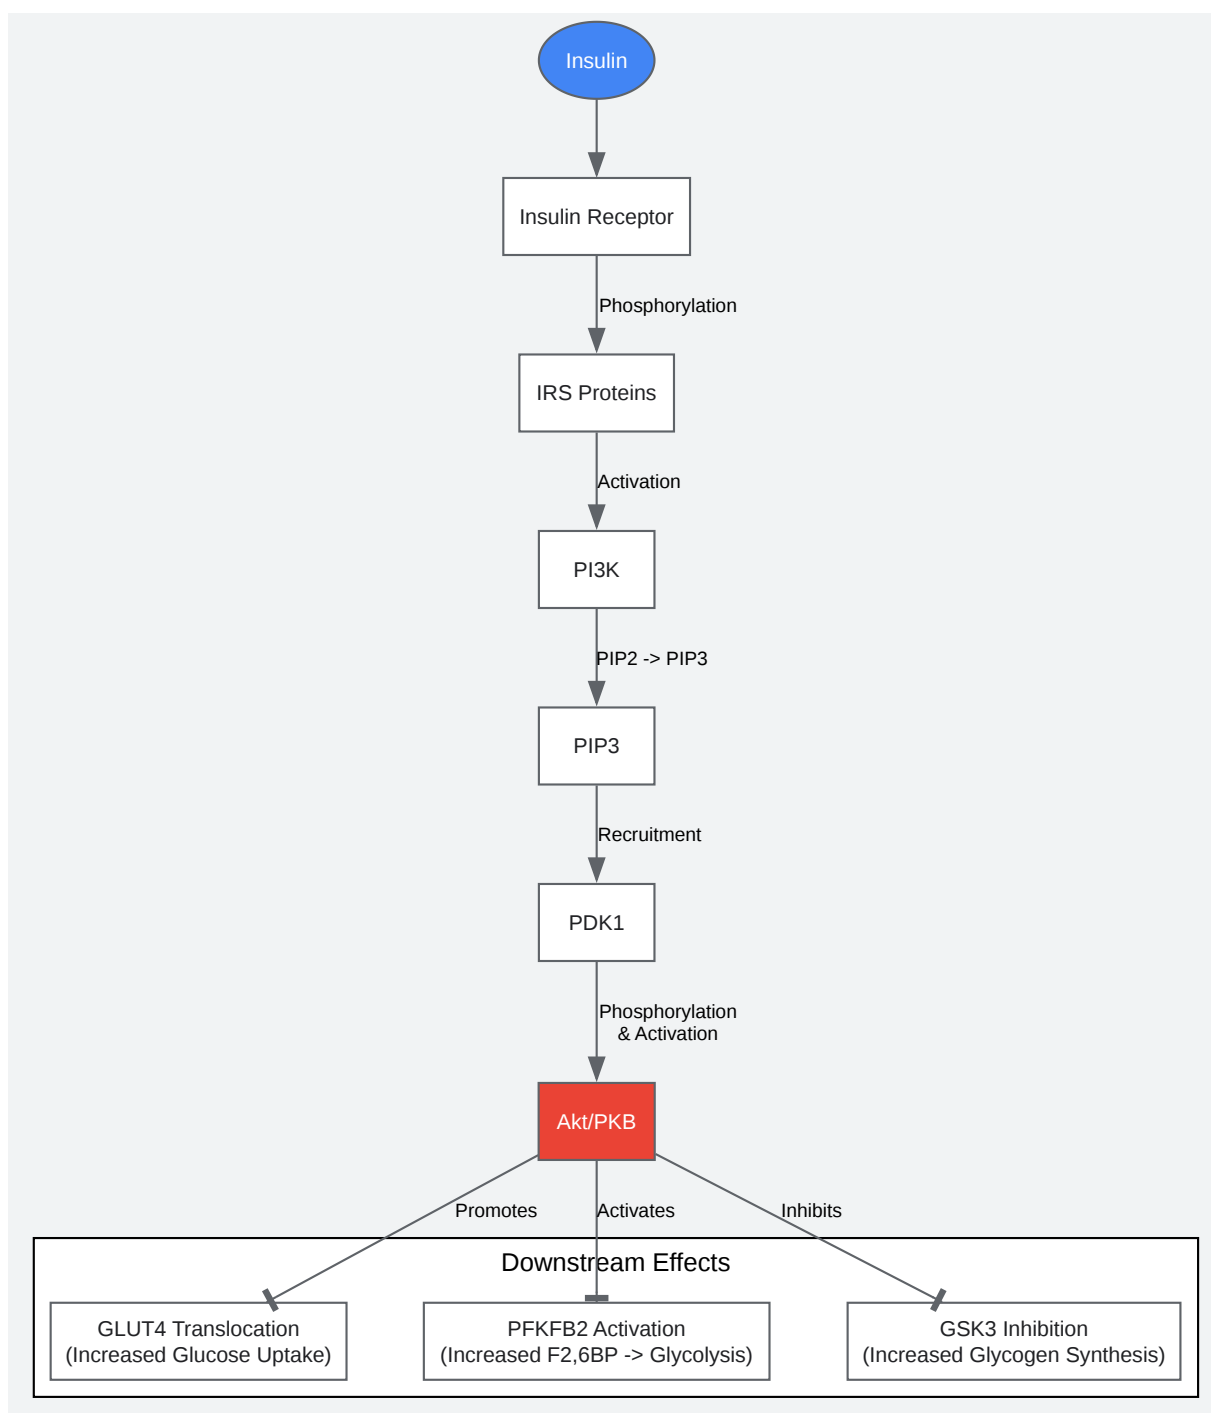 Insulin
Insulin Receptor
Phosphorylation
IRS Proteins
Activation
PI3K
PIP2 -> PIP3
PIP3
Recruitment
PDK1
Phosphorylation
& Activation
Akt/PKB
Promotes
Activates
Inhibits
Downstream Effects
GLUT4 Translocation
(Increased Glucose Uptake)
PFKFB2 Activation
(Increased F2,6BP -> Glycolysis)
GSK3 Inhibition
(Increased Glycogen Synthesis)